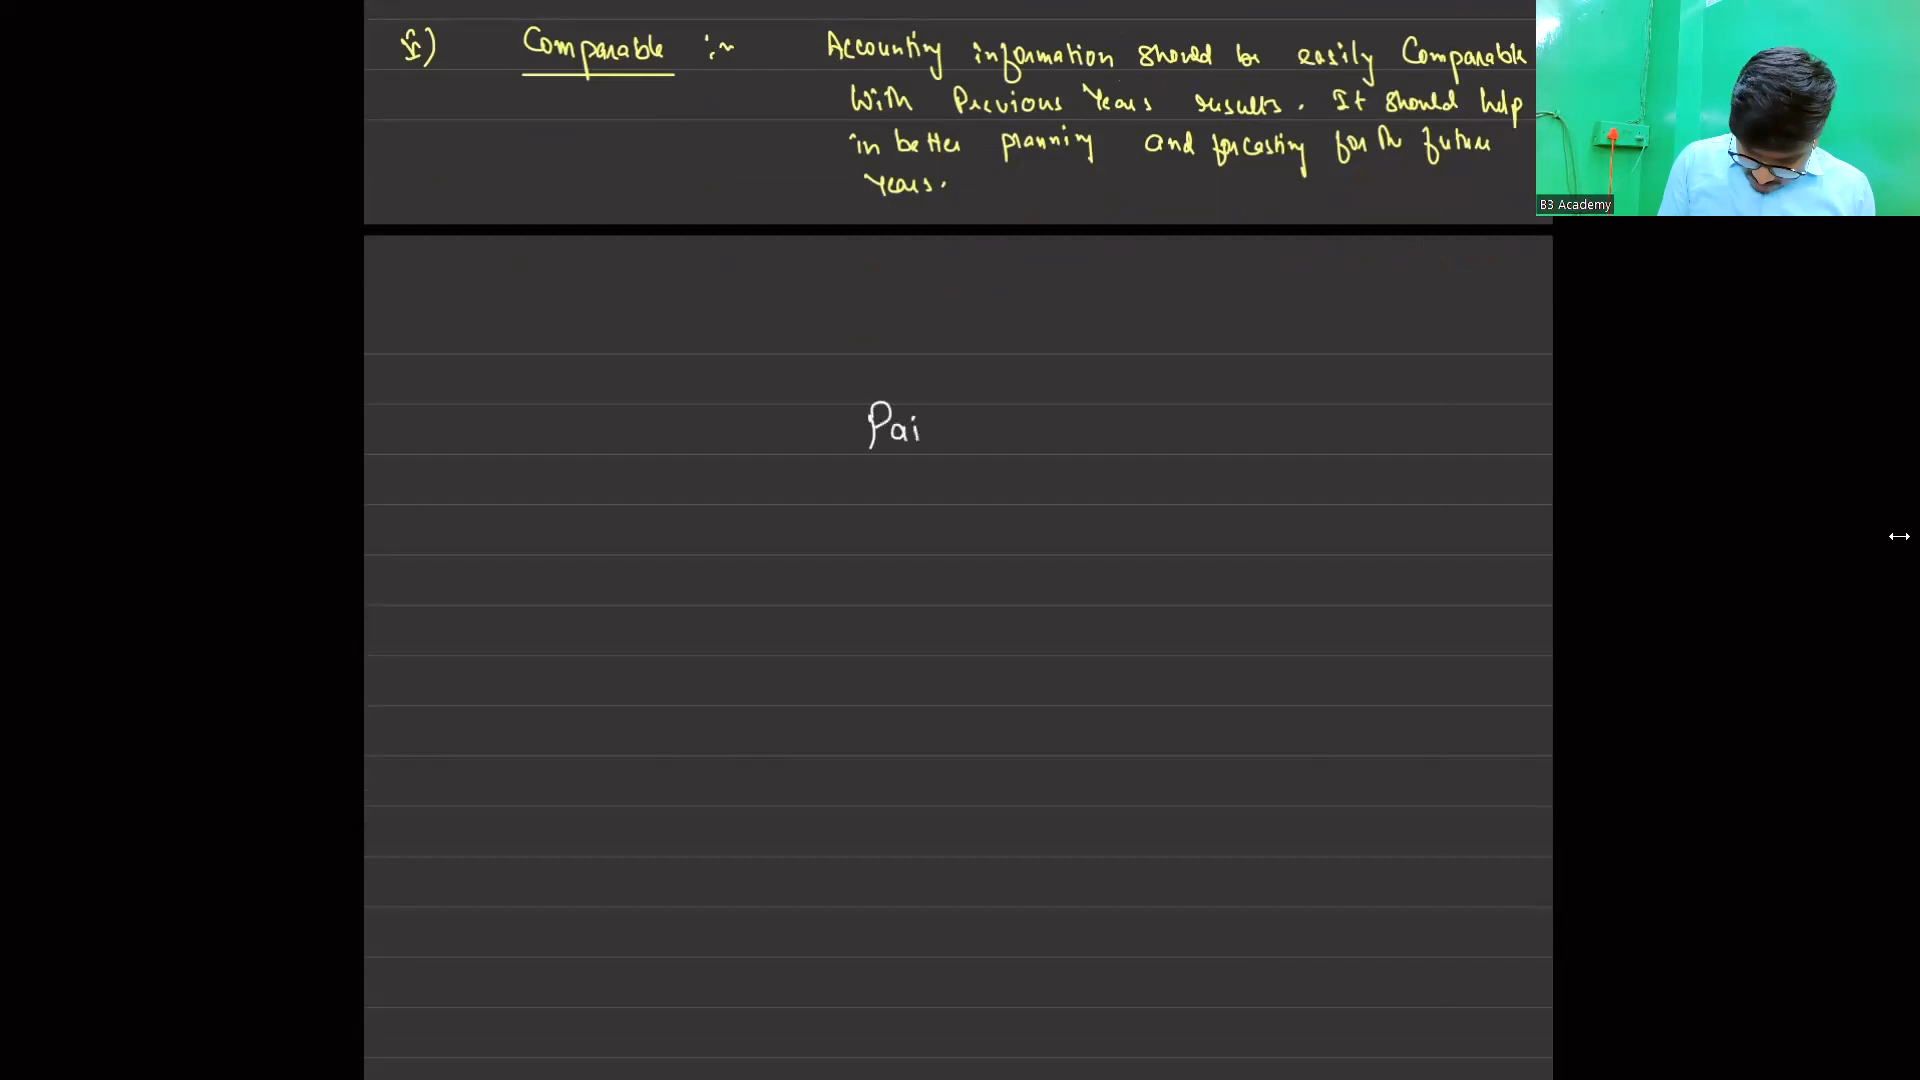 Comparable :~ Accounting information should be easily Comparable
With Previous Years results. It should help
in better planning and forcasting for the future
Years.
B3 Academy
Pai